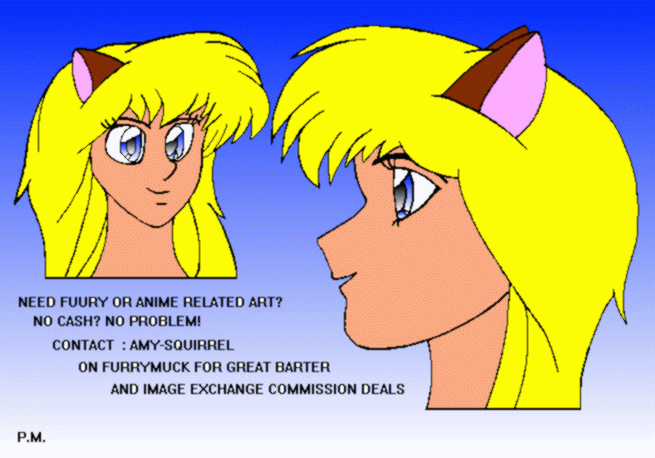 NEED FUURY OR ANIME RELATED ART?
NO CASH? NO PROBLEM!
CONTACT : AMY-SQUIRREL
ON FURRYMUCK FOR GREAT BARTER
AND IMAGE EXCHANGE COMMISSION DEALS
P.M.